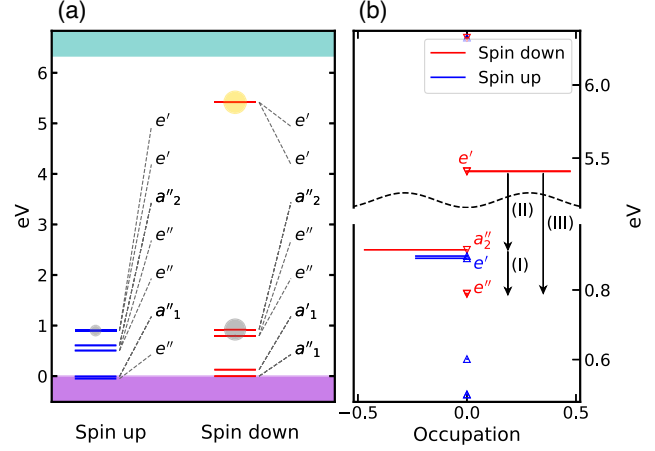 (a)
eV
6
5
4
3
2
1
0
e′
e′
a″₂
e″
e″
a″₁
e″
e′
e′
a″₂
e″
e″
a′₁
a″₁
Spin up
Spin down
(b)
Spin down
Spin up
e′
(II)
(III)
a₂″
e′
(I)
e″
6.0
5.5
0.8
0.6
eV
−0.5
0.0
0.5
Occupation